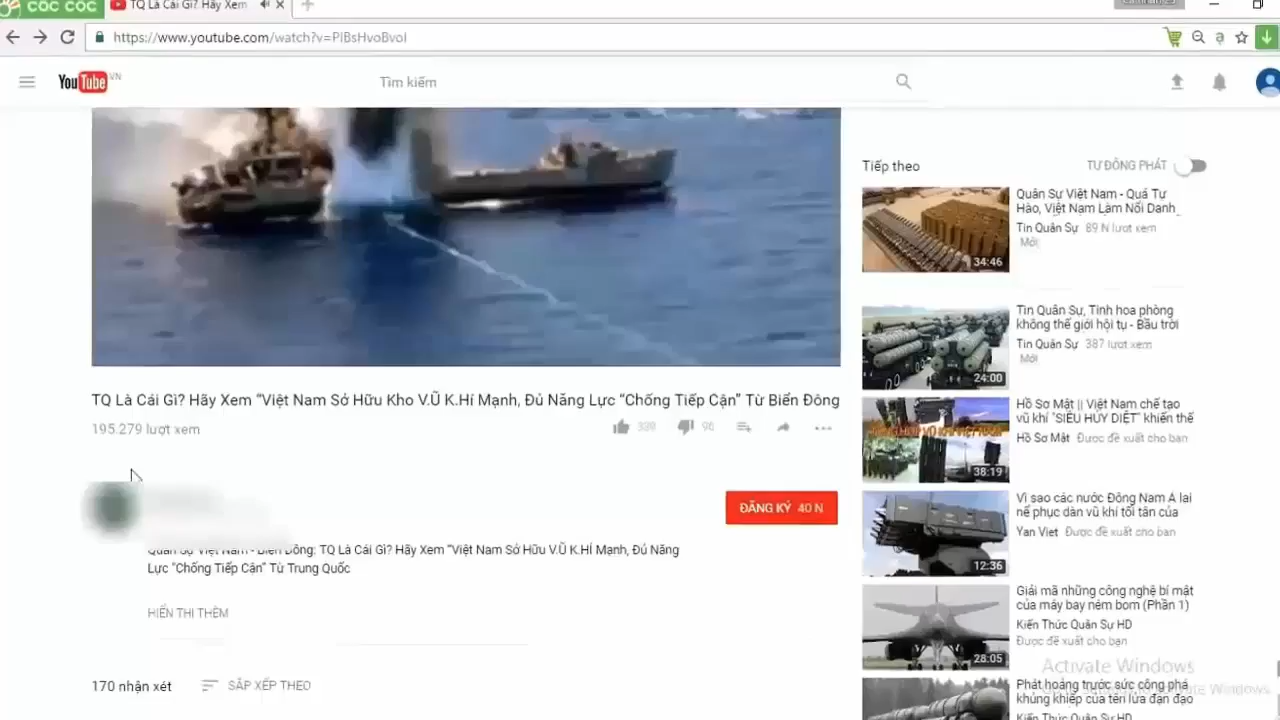 CỐC CỐC
TQ Là Cái Gì? Hãy Xem
https://www.youtube.com/watch?v=PlBsHvoBvoI
YouTube VN
Tìm kiếm
TQ Là Cái Gì? Hãy Xem "Việt Nam Sở Hữu Kho V.Ũ K.Hí Mạnh, Đủ Năng Lực "Chống Tiếp Cận" Từ Biển Đông
195.279 lượt xem
339
96
ĐĂNG KÝ 40 N
Quân Sự Việt Nam - Biển Đông: TQ Là Cái Gì? Hãy Xem "Việt Nam Sở Hữu V.Ũ K.HÍ Mạnh, Đủ Năng
Lực "Chống Tiếp Cận" Từ Trung Quốc
HIỂN THỊ THÊM
170 nhận xét
SẮP XẾP THEO
Tiếp theo
TỰ ĐỘNG PHÁT
Quân Sự Việt Nam - Quá Tự
Hào, Việt Nam Làm Nổi Danh
Tin Quân Sự 89 N lượt xem
Mới
34:46
Tin Quân Sự, Tinh hoa phòng
không thế giới hội tụ - Bầu trời
Tin Quân Sự 387 lượt xem
Mới
24:00
Hồ Sơ Mật || Việt Nam chế tạo
vũ khí "SIÊU HỦY DIỆT" khiến thế
Hồ Sơ Mật Được đề xuất cho bạn
38:19
Vì sao các nước Đông Nam Á lại
nể phục dàn vũ khí tối tân của
Yan Viet Được đề xuất cho bạn
12:36
Giải mã những công nghệ bí mật
của máy bay ném bom (Phần 1)
Kiến Thức Quân Sự HD
Được đề xuất cho bạn
28:05
Activate Windows
Phát hoảng trước sức công phá
khủng khiếp của tên lửa đạn đạo
Kiến Thức Quân Sự HD